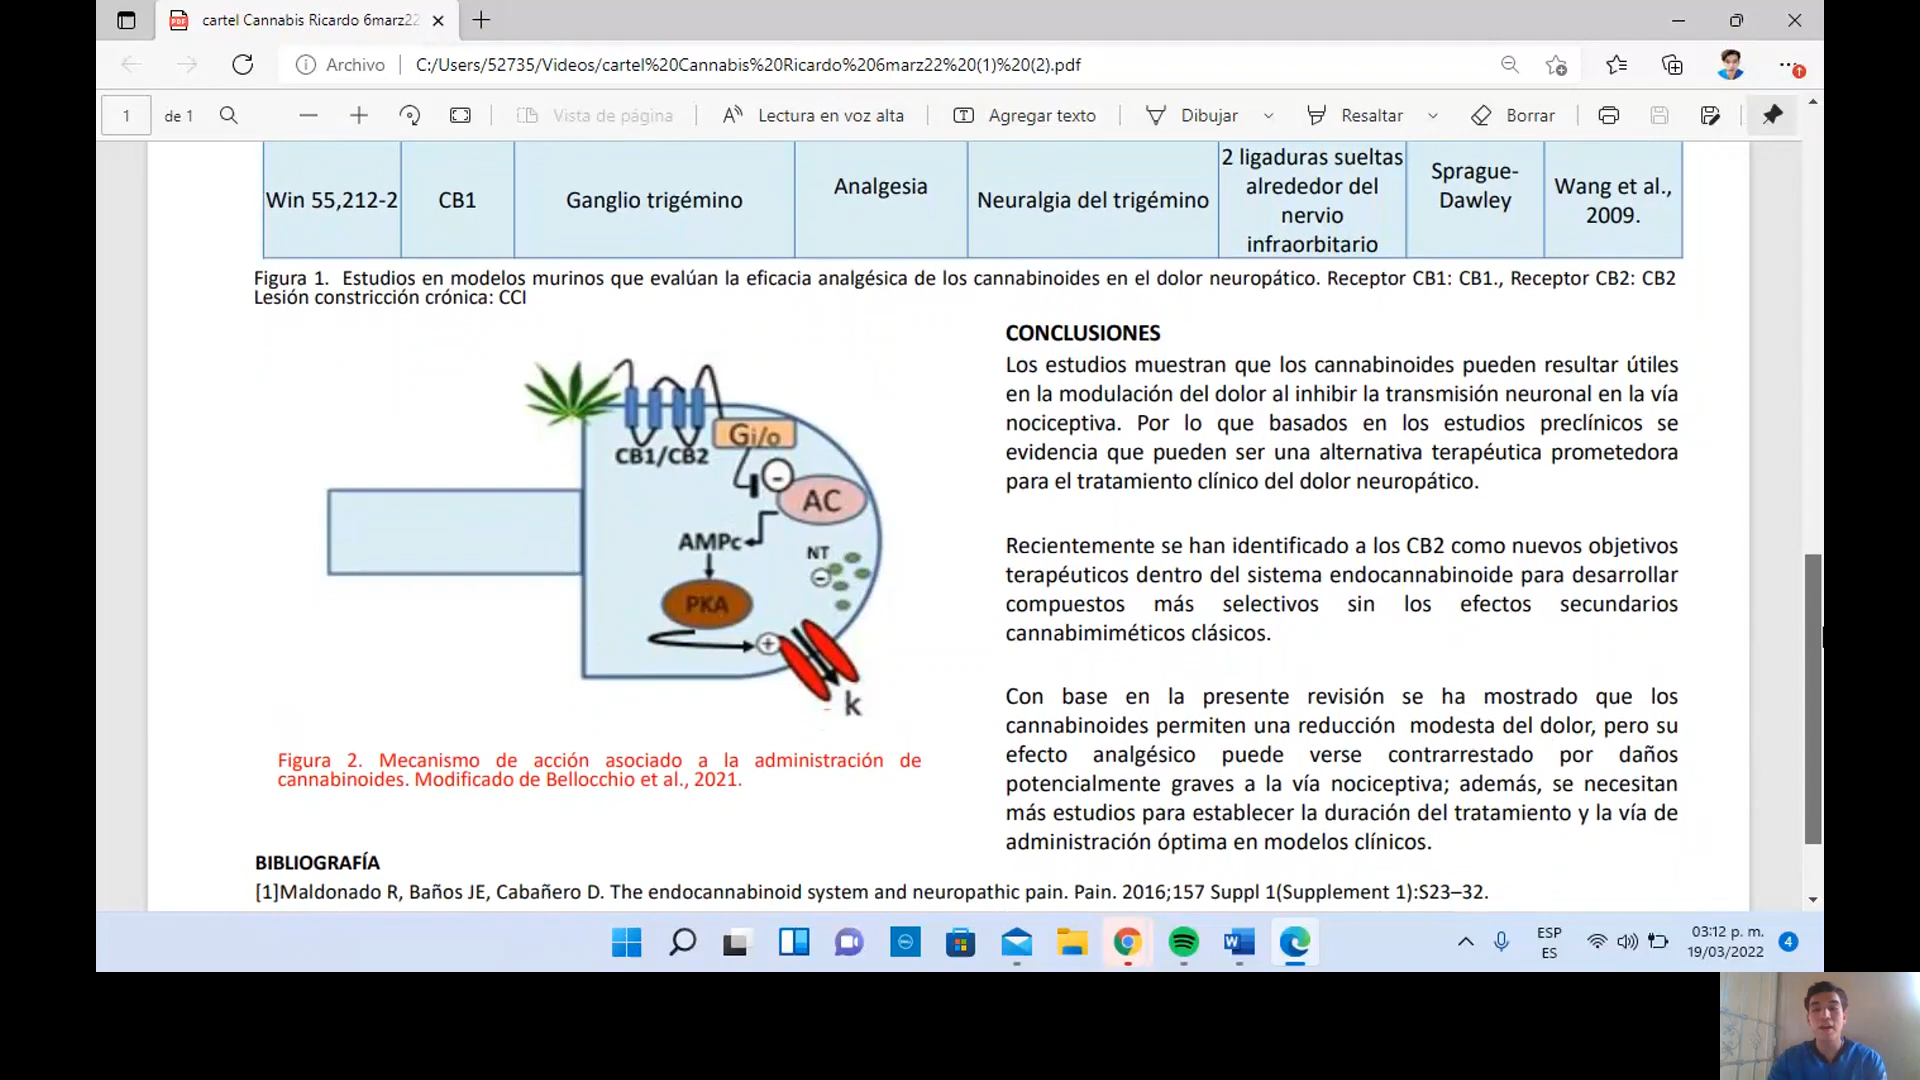 cartel Cannabis Ricardo 6marz22
Archivo C:/Users/52735/Videos/cartel%20Cannabis%20Ricardo%206marz22%20(1)%20(2).pdf
1 de 1 Vista de página Lectura en voz alta Agregar texto Dibujar Resaltar Borrar
Win 55,212-2 CB1 Ganglio trigémino Analgesia Neuralgia del trigémino
2 ligaduras sueltas
alrededor del
nervio
infraorbitario
Sprague-
Dawley
Wang et al.,
2009.
Figura 1. Estudios en modelos murinos que evalúan la eficacia analgésica de los cannabinoides en el dolor neuropático. Receptor CB1: CB1., Receptor CB2: CB2
Lesión constricción crónica: CCI
CB1/CB2
Gi/o
-
AC
AMPc
NT
-
PKA
+
k
Figura 2. Mecanismo de acción asociado a la administración de
cannabinoides. Modificado de Bellocchio et al., 2021.
CONCLUSIONES
Los estudios muestran que los cannabinoides pueden resultar útiles
en la modulación del dolor al inhibir la transmisión neuronal en la vía
nociceptiva. Por lo que basados en los estudios preclínicos se
evidencia que pueden ser una alternativa terapéutica prometedora
para el tratamiento clínico del dolor neuropático.
Recientemente se han identificado a los CB2 como nuevos objetivos
terapéuticos dentro del sistema endocannabinoide para desarrollar
compuestos más selectivos sin los efectos secundarios
cannabimiméticos clásicos.
Con base en la presente revisión se ha mostrado que los
cannabinoides permiten una reducción modesta del dolor, pero su
efecto analgésico puede verse contrarrestado por daños
potencialmente graves a la vía nociceptiva; además, se necesitan
más estudios para establecer la duración del tratamiento y la vía de
administración óptima en modelos clínicos.
BIBLIOGRAFÍA
[1]Maldonado R, Baños JE, Cabañero D. The endocannabinoid system and neuropathic pain. Pain. 2016;157 Suppl 1(Supplement 1):S23–32.
ESP
ES
03:12 p. m.
19/03/2022
4